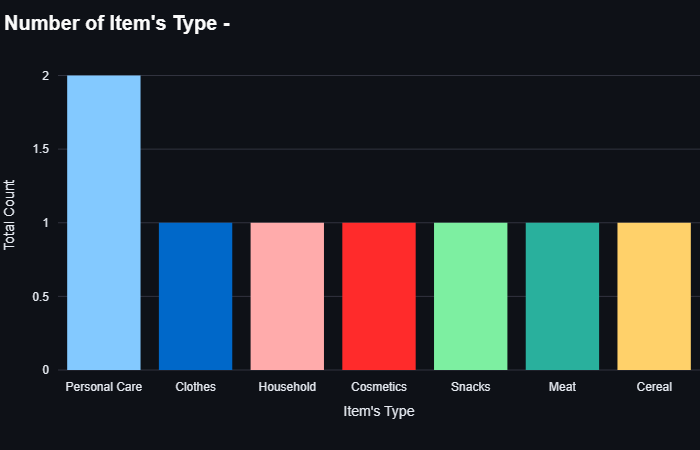 Number of Item's Type -
Total Count
2
1.5
1
0.5
0
Personal Care Clothes Household Cosmetics Snacks Meat Cereal
Item's Type